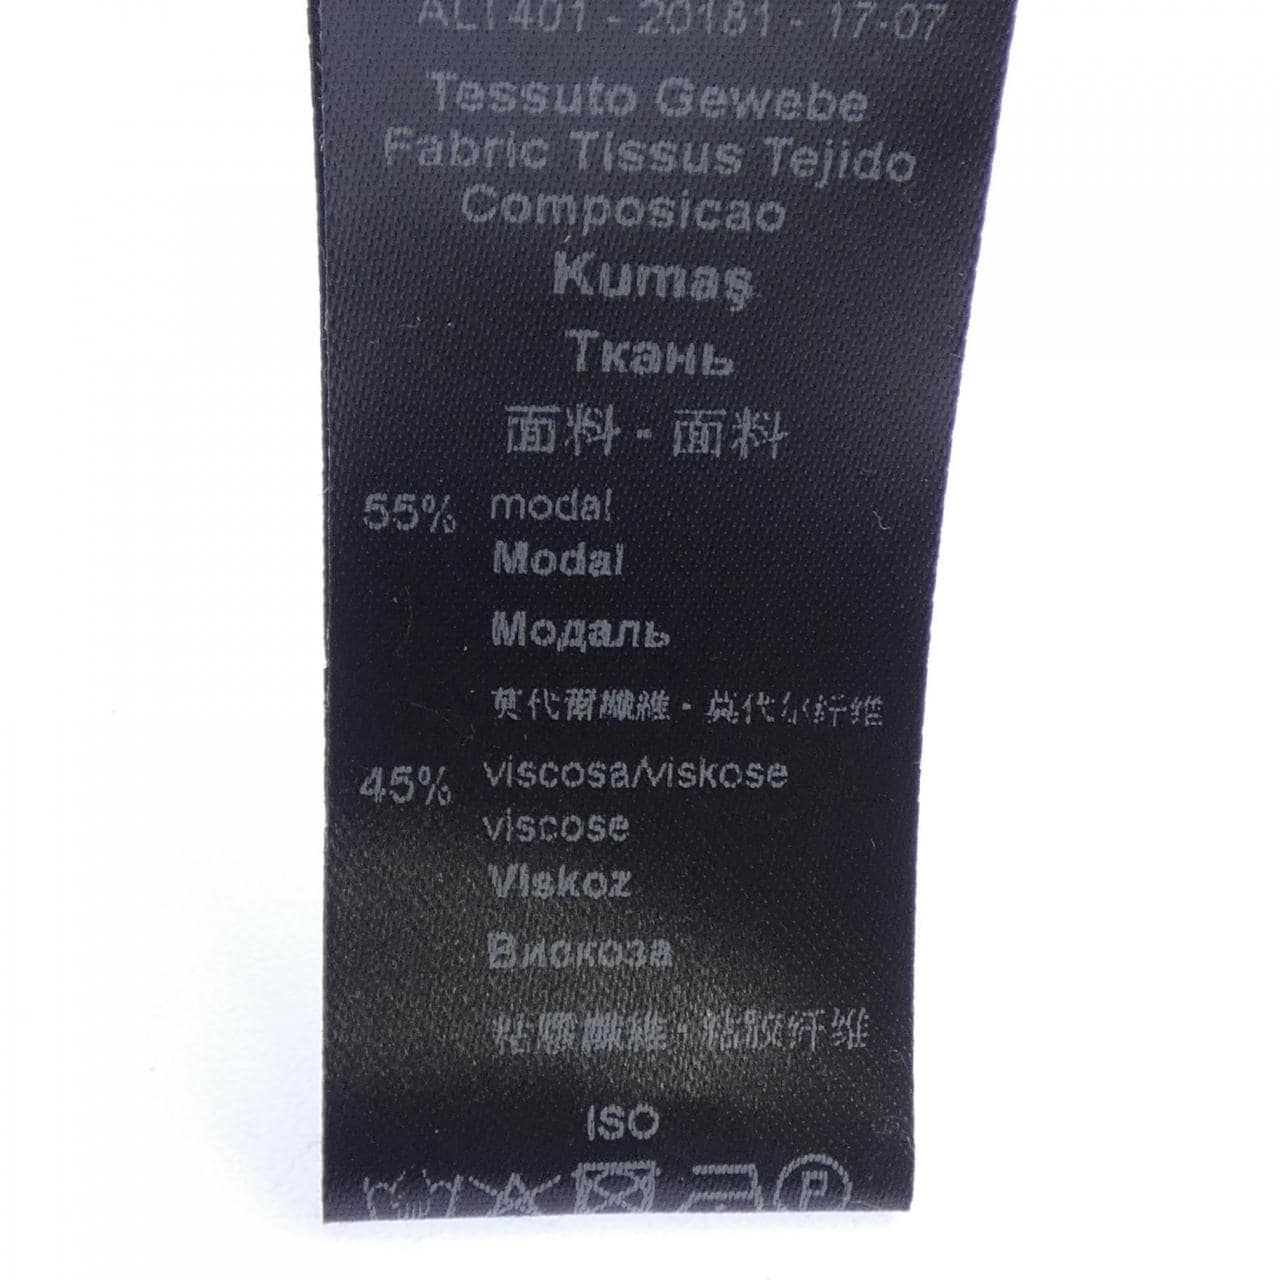 ALT401 - 20181 - 17-07
Tessuto Gewebe
Fabric Tissus Tejido
Composicao
Kumaş
Ткань
面料 - 面料
55% modal
Modal
Модаль
莫代爾纖維 · 莫代尔纤维
45% viscosa/viskose
viscose
Viskoz
Вискоза
粘膠纖維 · 粘胶纤维
ISO
P